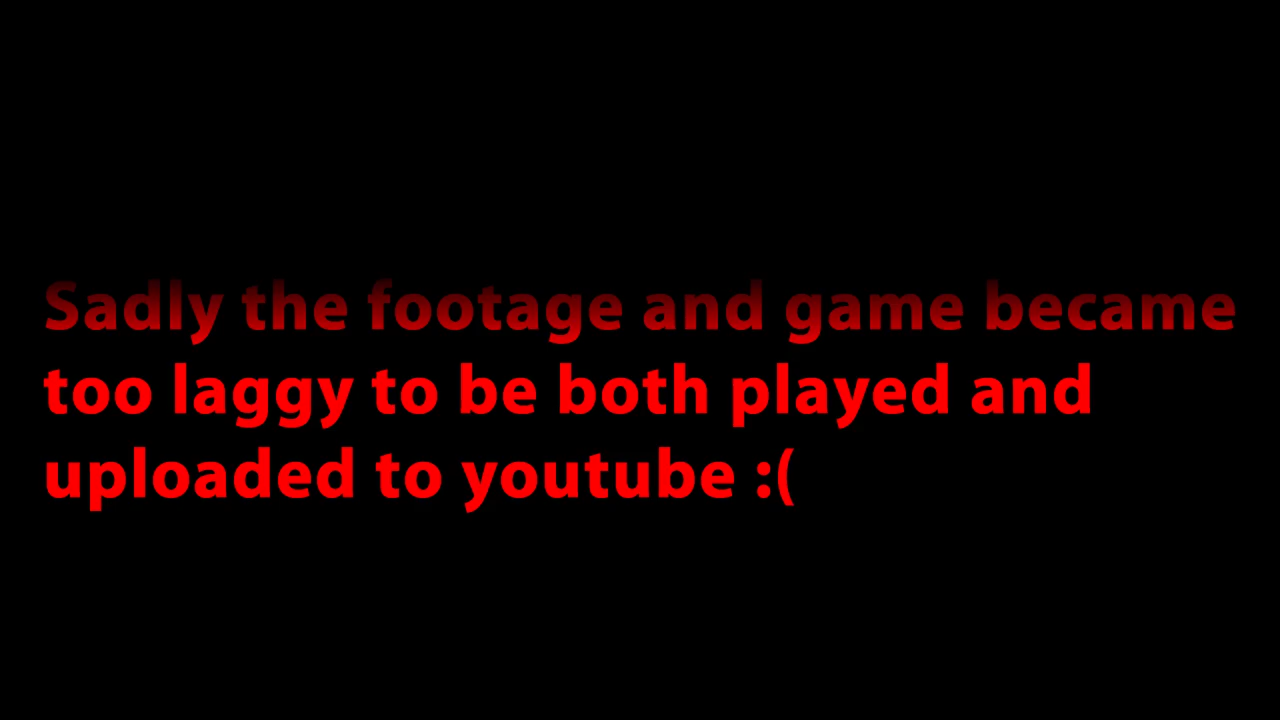 Sadly the footage and game became
too laggy to be both played and
uploaded to youtube :(